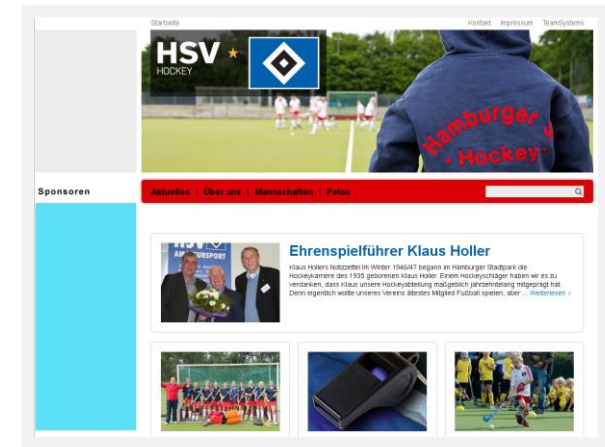 Startseite
Kontakt Impressum TeamSystems
HSV
HOCKEY
Hamburger S
Hockey
Sponsoren
Aktuelles | Über uns | Mannschaften | Fotos
HSV
AMATEURSPORT
Ehrenspielführer Klaus Holler
Klaus Hollers Notizzettel Im Winter 1946/47 begann im Hamburger Stadtpark die
Hockeykarriere des 1935 geborenen Klaus Holler. Einem Hockeyschläger haben wir es zu
verdanken, dass Klaus unsere Hockeyabteilung maßgeblich jahrzehntelang mitgeprägt hat.
Denn eigentlich wollte unseres Vereins ältestes Mitglied Fußball spielen, aber ... Weiterlesen >